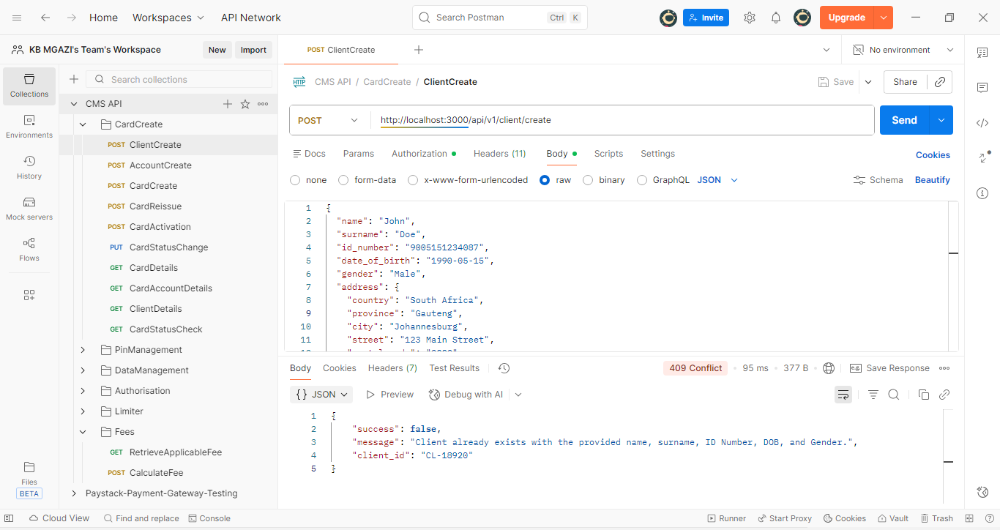 Home Workspaces API Network Search Postman Ctrl K Invite Upgrade
KB MGAZI's Team's Workspace New Import POST ClientCreate No environment
Collections
Environments
History
Mock servers
Flows
Files
BETA
Search collections
CMS API
CardCreate
POST ClientCreate
POST AccountCreate
POST CardCreate
POST CardReissue
POST CardActivation
PUT CardStatusChange
GET CardDetails
GET CardAccountDetails
GET ClientDetails
GET CardStatusCheck
PinManagement
DataManagement
Authorisation
Limiter
Fees
GET RetrieveApplicableFee
POST CalculateFee
Paystack-Payment-Gateway-Testing
HTTP CMS API / CardCreate / ClientCreate Save Share
POST http://localhost:3000/api/v1/client/create Send
Docs Params Authorization Headers (11) Body Scripts Settings Cookies
none form-data x-www-form-urlencoded raw binary GraphQL JSON Schema Beautify
1 {
2 "name": "John",
3 "surname": "Doe",
4 "id_number": "9005151234087",
5 "date_of_birth": "1990-05-15",
6 "gender": "Male",
7 "address": {
8 "country": "South Africa",
9 "province": "Gauteng",
10 "city": "Johannesburg",
11 "street": "123 Main Street",
Body Cookies Headers (7) Test Results 409 Conflict 95 ms 377 B e.g. Save Response
{} JSON Preview Debug with AI
1 {
2 "success": false,
3 "message": "Client already exists with the provided name, surname, ID Number, DOB, and Gender.",
4 "client_id": "CL-18920"
5 }
Cloud View Find and replace Console Runner Start Proxy Cookies Vault Trash